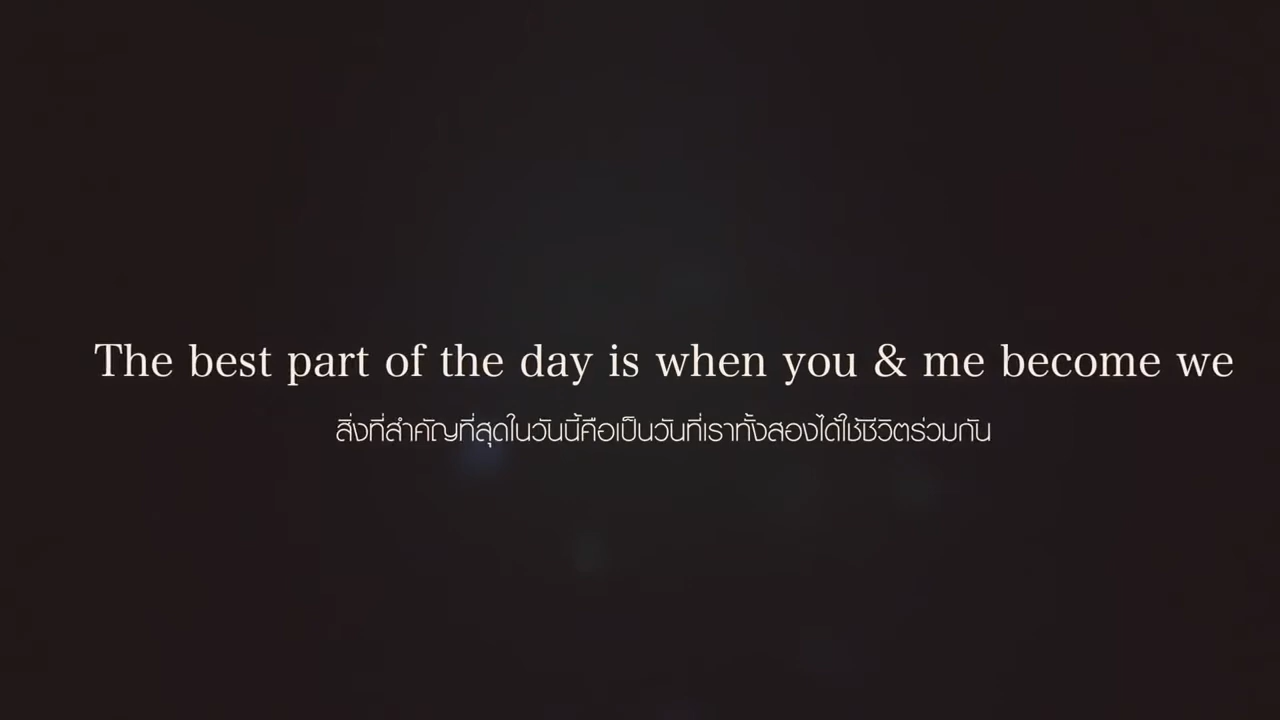 The best part of the day is when you & me become we
สิ่งที่สำคัญที่สุดในวันนี้คือเป็นวันที่เราทั้งสองได้ใช้ชีวิตร่วมกัน